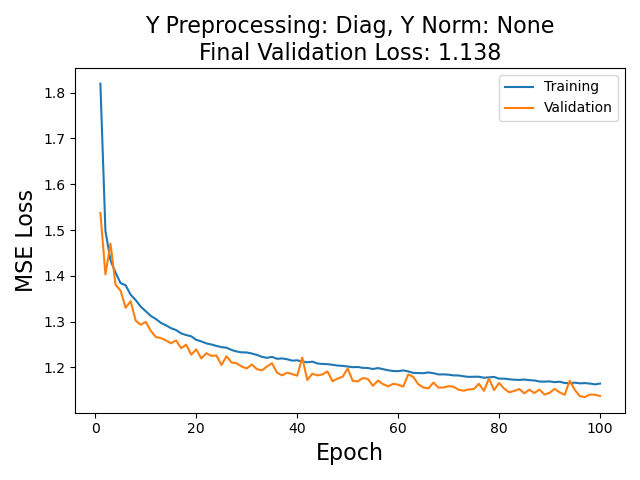 Y Preprocessing: Diag, Y Norm: None
Final Validation Loss: 1.138
Training
Validation
MSE Loss
1.8
1.7
1.6
1.5
1.4
1.3
1.2
0
20
40
60
80
100
Epoch